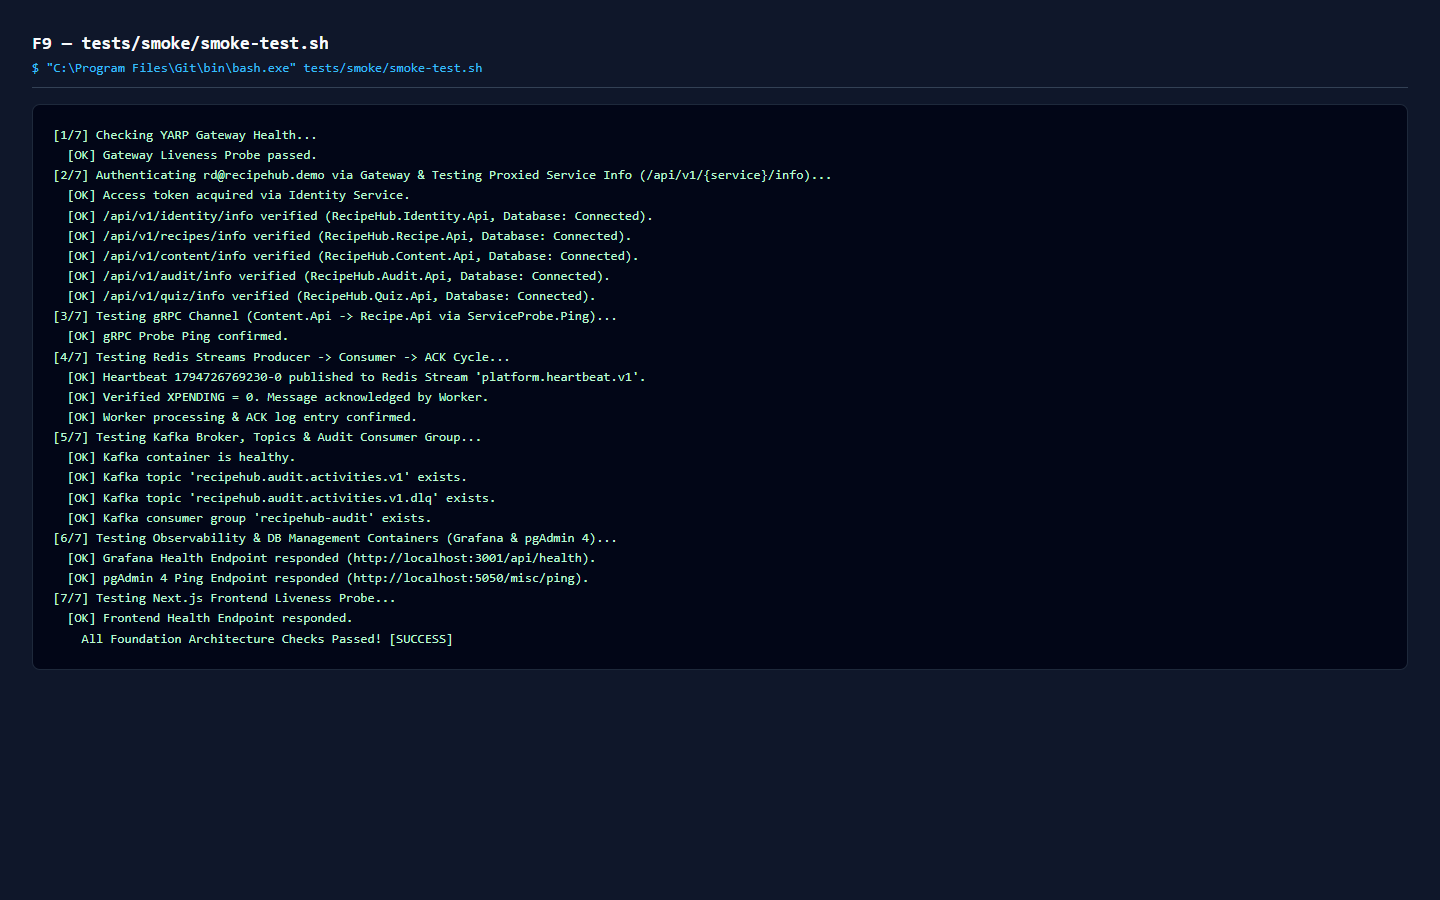 F9 — tests/smoke/smoke-test.sh
$ "C:\Program Files\Git\bin\bash.exe" tests/smoke/smoke-test.sh
[1/7] Checking YARP Gateway Health...
[OK] Gateway Liveness Probe passed.
[2/7] Authenticating rd@recipehub.demo via Gateway & Testing Proxied Service Info (/api/v1/{service}/info)...
[OK] Access token acquired via Identity Service.
[OK] /api/v1/identity/info verified (RecipeHub.Identity.Api, Database: Connected).
[OK] /api/v1/recipes/info verified (RecipeHub.Recipe.Api, Database: Connected).
[OK] /api/v1/content/info verified (RecipeHub.Content.Api, Database: Connected).
[OK] /api/v1/audit/info verified (RecipeHub.Audit.Api, Database: Connected).
[OK] /api/v1/quiz/info verified (RecipeHub.Quiz.Api, Database: Connected).
[3/7] Testing gRPC Channel (Content.Api -> Recipe.Api via ServiceProbe.Ping)...
[OK] gRPC Probe Ping confirmed.
[4/7] Testing Redis Streams Producer -> Consumer -> ACK Cycle...
[OK] Heartbeat 1794726769230-0 published to Redis Stream 'platform.heartbeat.v1'.
[OK] Verified XPENDING = 0. Message acknowledged by Worker.
[OK] Worker processing & ACK log entry confirmed.
[5/7] Testing Kafka Broker, Topics & Audit Consumer Group...
[OK] Kafka container is healthy.
[OK] Kafka topic 'recipehub.audit.activities.v1' exists.
[OK] Kafka topic 'recipehub.audit.activities.v1.dlq' exists.
[OK] Kafka consumer group 'recipehub-audit' exists.
[6/7] Testing Observability & DB Management Containers (Grafana & pgAdmin 4)...
[OK] Grafana Health Endpoint responded (http://localhost:3001/api/health).
[OK] pgAdmin 4 Ping Endpoint responded (http://localhost:5050/misc/ping).
[7/7] Testing Next.js Frontend Liveness Probe...
[OK] Frontend Health Endpoint responded.
All Foundation Architecture Checks Passed! [SUCCESS]